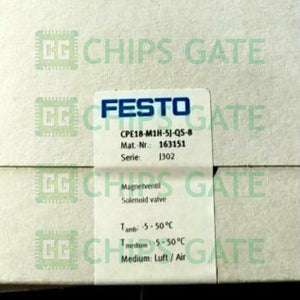 CHIPS GATE
CHIPS GATE
FESTO
CPE18-M1H-5J-QS-8
Mat.-Nr.: 163151
Serie: J302
Magnetventil
Solenoid valve
Tamb. -5 - 50°C
Tmedium -5 - 50°C
Medium: Luft / Air
CHIPS GATE
CHIPS GATE